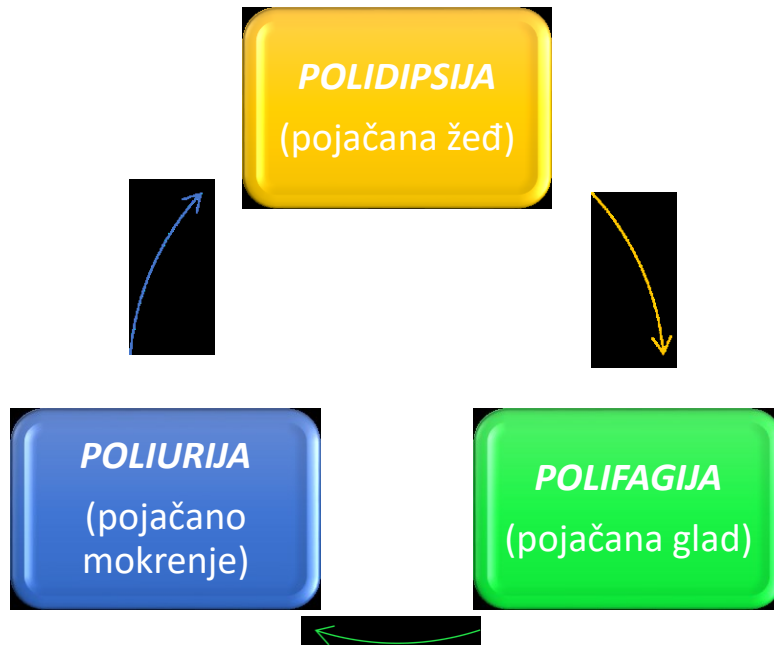 POLIDIPSIJA
(pojačana žeđ)
POLIURIJA
(pojačano
mokrenje)
POLIFAGIJA
(pojačana glad)